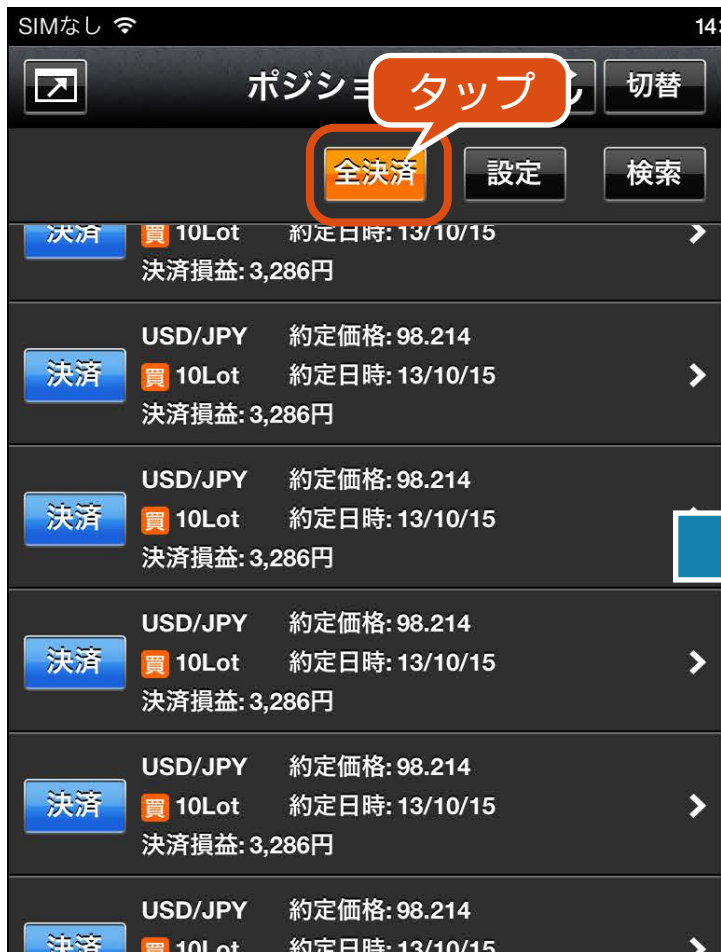 SIMなし
14:
ポジショ
タップ
切替
全決済
設定
検索
決済
買 10Lot 約定日時: 13/10/15
決済損益: 3,286円
USD/JPY 約定価格: 98.214
決済
買 10Lot 約定日時: 13/10/15
決済損益: 3,286円
USD/JPY 約定価格: 98.214
決済
買 10Lot 約定日時: 13/10/15
決済損益: 3,286円
USD/JPY 約定価格: 98.214
決済
買 10Lot 約定日時: 13/10/15
決済損益: 3,286円
USD/JPY 約定価格: 98.214
決済
買 10Lot 約定日時: 13/10/15
決済損益: 3,286円
USD/JPY 約定価格: 98.214
決済
買 10Lot 約定日時: 13/10/15